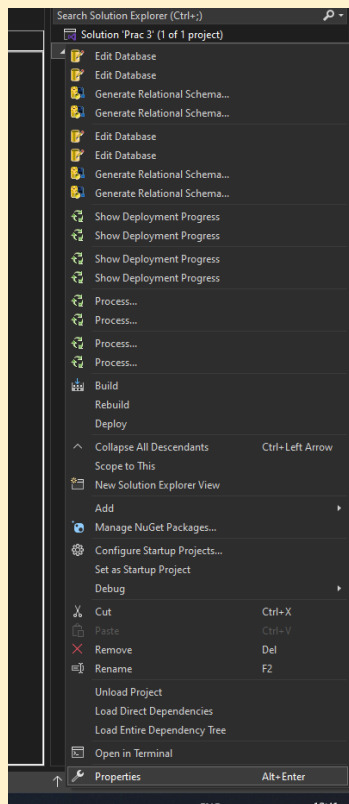 Search Solution Explorer (Ctrl+;)
Solution 'Prac 3' (1 of 1 project)
Edit Database
Edit Database
Generate Relational Schema...
Generate Relational Schema...
Edit Database
Edit Database
Generate Relational Schema...
Generate Relational Schema...
Show Deployment Progress
Show Deployment Progress
Show Deployment Progress
Show Deployment Progress
Process...
Process...
Process...
Process...
Build
Rebuild
Deploy
Collapse All Descendants Ctrl+Left Arrow
Scope to This
New Solution Explorer View
Add
Manage NuGet Packages...
Configure Startup Projects...
Set as Startup Project
Debug
Cut Ctrl+X
Paste Ctrl+V
Remove Del
Rename F2
Unload Project
Load Direct Dependencies
Load Entire Dependency Tree
Open in Terminal
Properties Alt+Enter